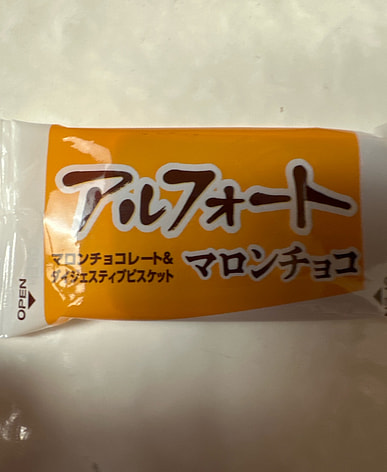 アルフォート
マロンチョコレート&
ダイジェスティブビスケット
マロンチョコ
OPEN